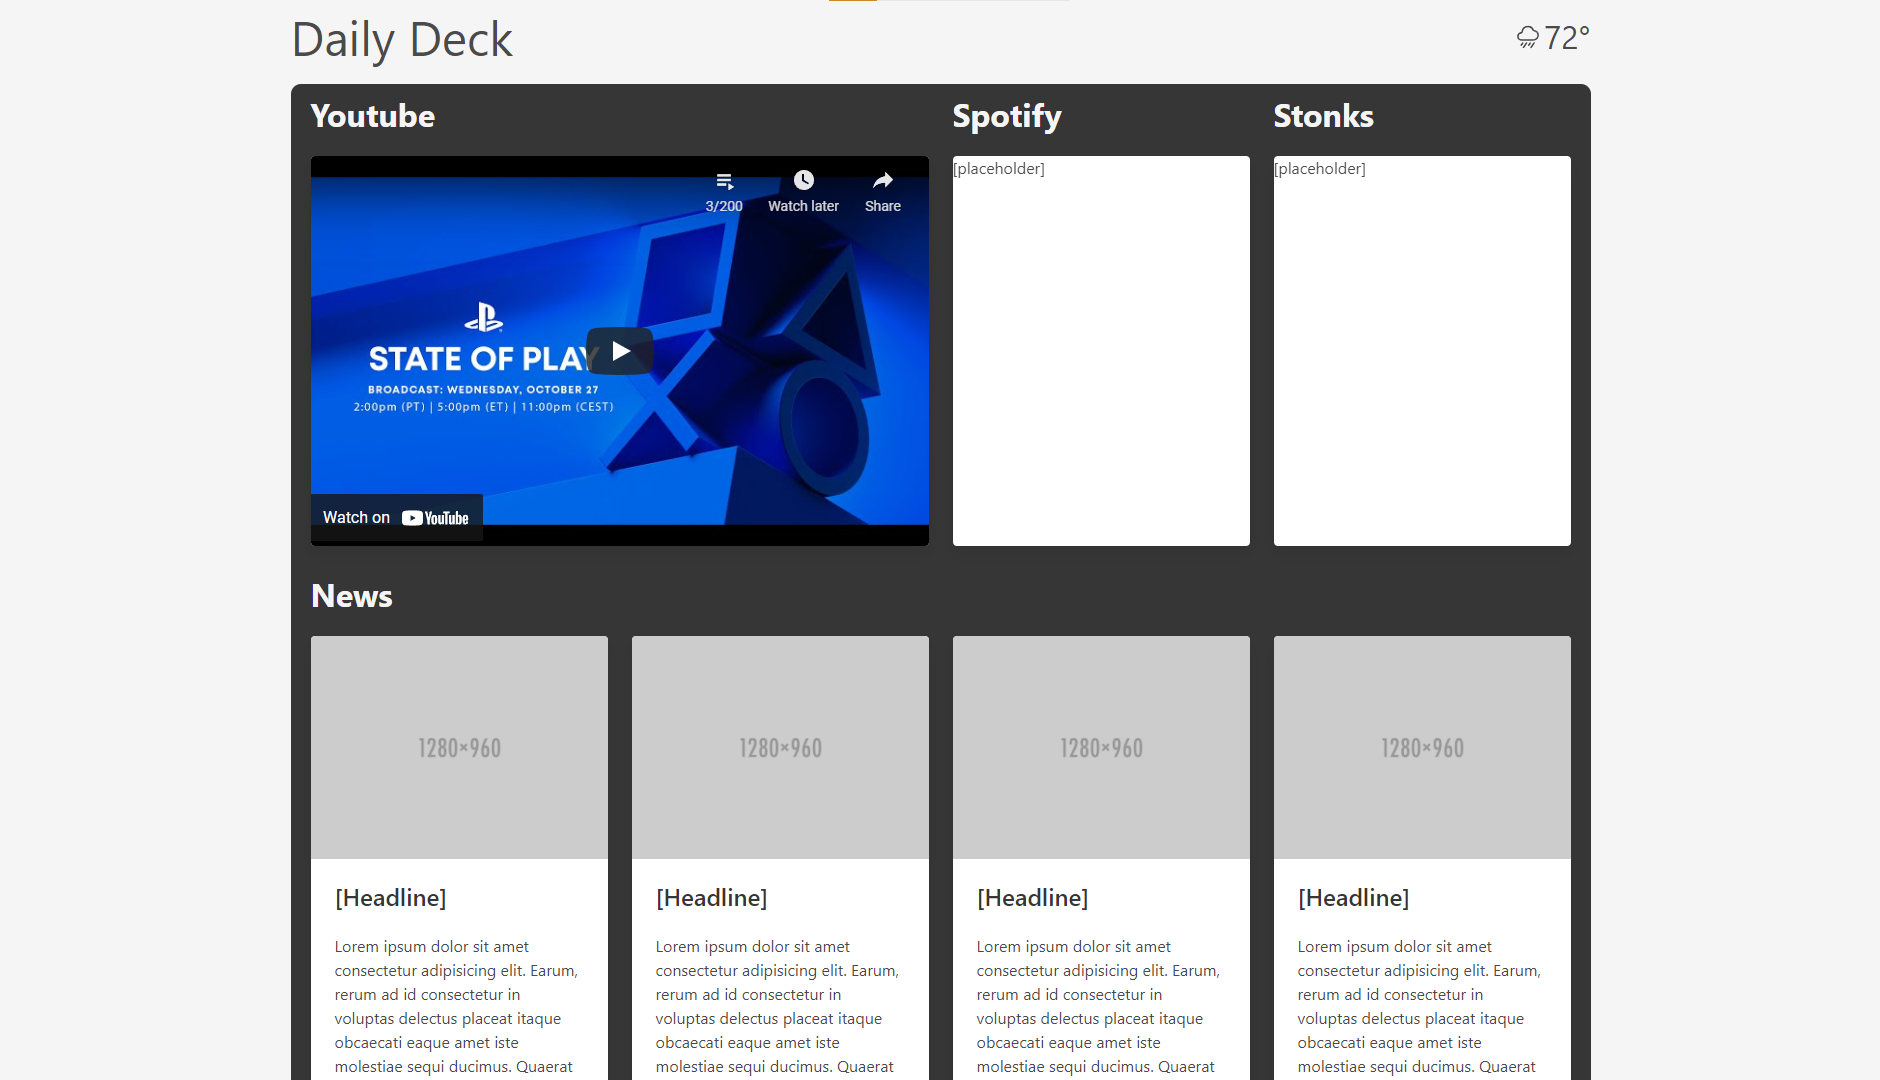 Daily Deck
72°
Youtube
Spotify
Stonks
3/200
Watch later
Share
STATE OF PLAY
BROADCAST: WEDNESDAY, OCTOBER 27
2:00pm (PT) | 5:00pm (ET) | 11:00pm (CEST)
Watch on YouTube
[placeholder]
[placeholder]
News
1280×960
1280×960
1280×960
1280×960
[Headline]
Lorem ipsum dolor sit amet
consectetur adipisicing elit. Earum,
rerum ad id consectetur in
voluptas delectus placeat itaque
obcaecati eaque amet iste
molestiae sequi ducimus. Quaerat
[Headline]
Lorem ipsum dolor sit amet
consectetur adipisicing elit. Earum,
rerum ad id consectetur in
voluptas delectus placeat itaque
obcaecati eaque amet iste
molestiae sequi ducimus. Quaerat
[Headline]
Lorem ipsum dolor sit amet
consectetur adipisicing elit. Earum,
rerum ad id consectetur in
voluptas delectus placeat itaque
obcaecati eaque amet iste
molestiae sequi ducimus. Quaerat
[Headline]
Lorem ipsum dolor sit amet
consectetur adipisicing elit. Earum,
rerum ad id consectetur in
voluptas delectus placeat itaque
obcaecati eaque amet iste
molestiae sequi ducimus. Quaerat